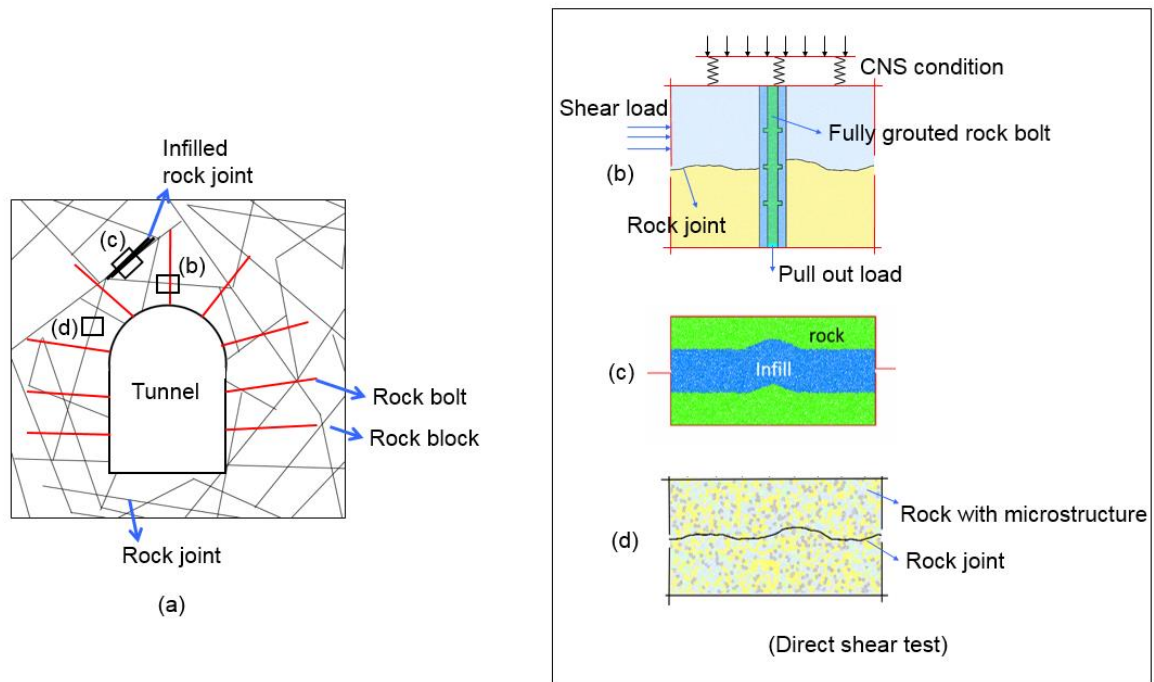 Infilled
rock joint
(c)
(b)
(d)
Tunnel
Rock bolt
Rock block
Rock joint
(a)
CNS condition
Shear load
Fully grouted rock bolt
(b)
Rock joint
Pull out load
rock
Infill
(c)
Rock with microstructure
(d)
Rock joint
(Direct shear test)